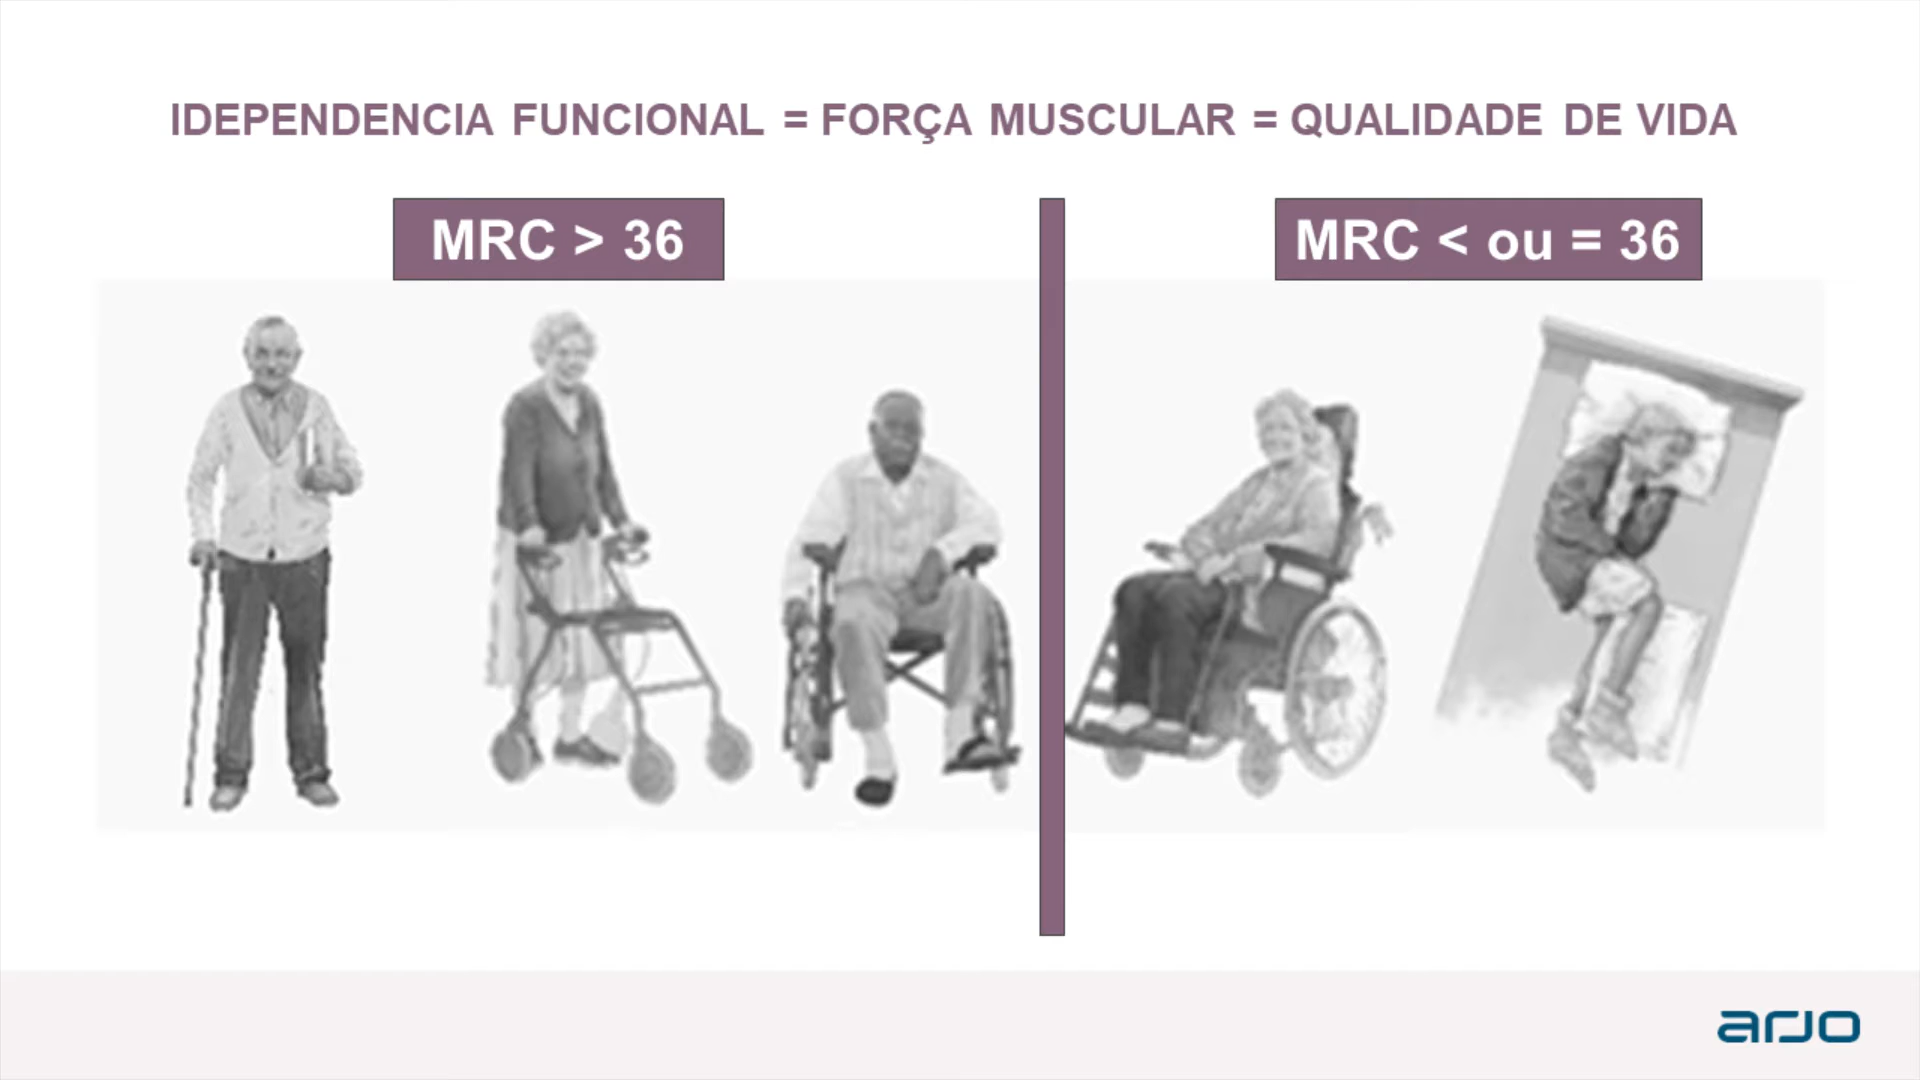 IDEPENDENCIA FUNCIONAL = FORÇA MUSCULAR = QUALIDADE DE VIDA
MRC > 36
MRC < ou = 36
arjo